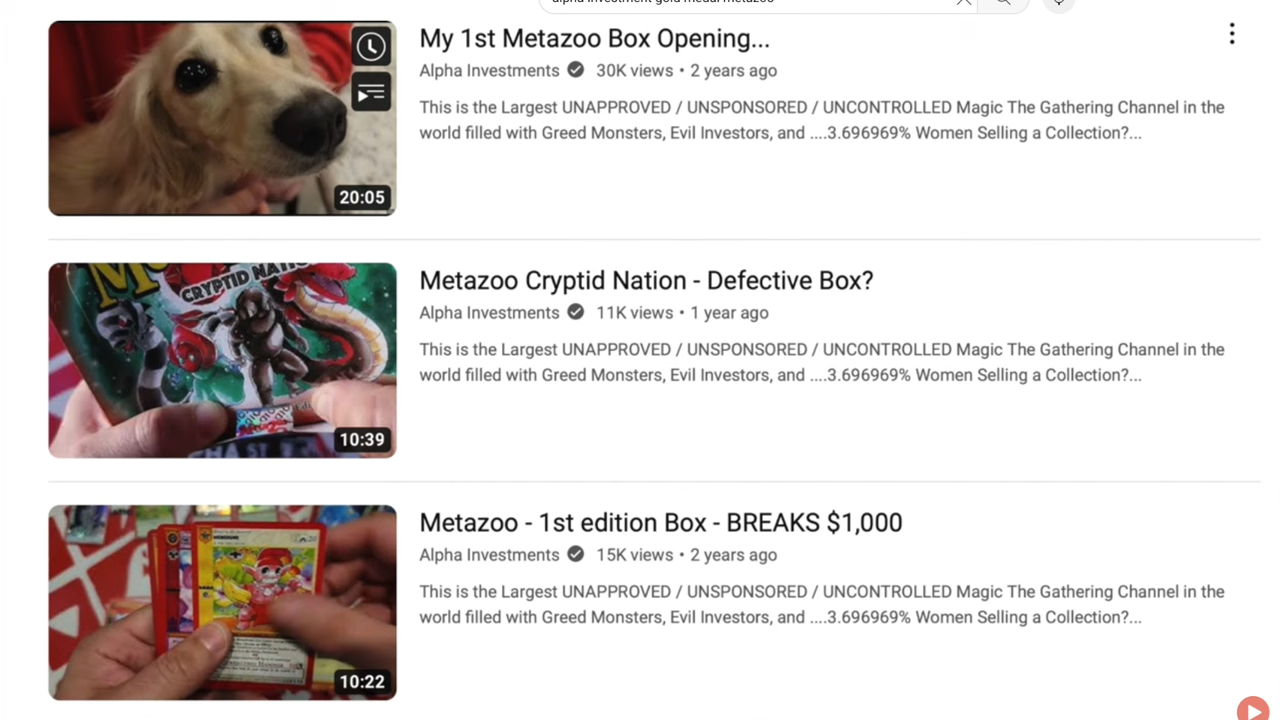 alpha investment gold medal metazoo
My 1st Metazoo Box Opening...
Alpha Investments 30K views • 2 years ago
This is the Largest UNAPPROVED / UNSPONSORED / UNCONTROLLED Magic The Gathering Channel in the
world filled with Greed Monsters, Evil Investors, and ....3.696969% Women Selling a Collection?...
20:05
CRYPTID NATION
Metazoo Cryptid Nation - Defective Box?
Alpha Investments 11K views • 1 year ago
This is the Largest UNAPPROVED / UNSPONSORED / UNCONTROLLED Magic The Gathering Channel in the
world filled with Greed Monsters, Evil Investors, and ....3.696969% Women Selling a Collection?...
10:39
Metazoo - 1st edition Box - BREAKS $1,000
Alpha Investments 15K views • 2 years ago
This is the Largest UNAPPROVED / UNSPONSORED / UNCONTROLLED Magic The Gathering Channel in the
world filled with Greed Monsters, Evil Investors, and ....3.696969% Women Selling a Collection?...
10:22